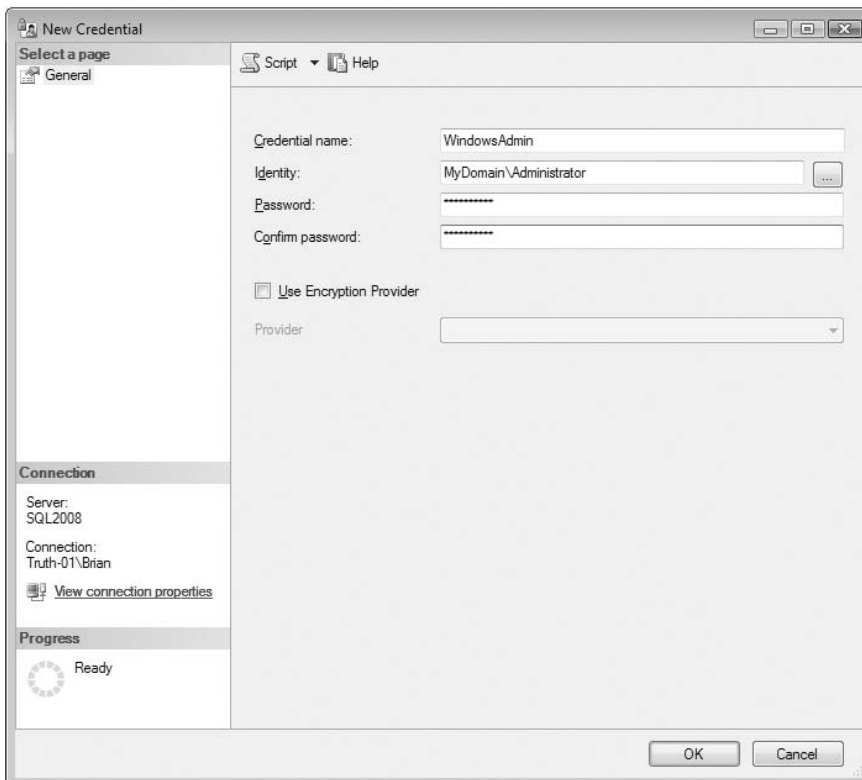 New Credential
Select a page
General
Script Help
Credential name: WindowsAdmin
Identity: MyDomain\Administrator ...
Password: **********
Confirm password: **********
Use Encryption Provider
Provider
Connection
Server:
SQL2008
Connection:
Truth-01\Brian
View connection properties
Progress
Ready
OK Cancel